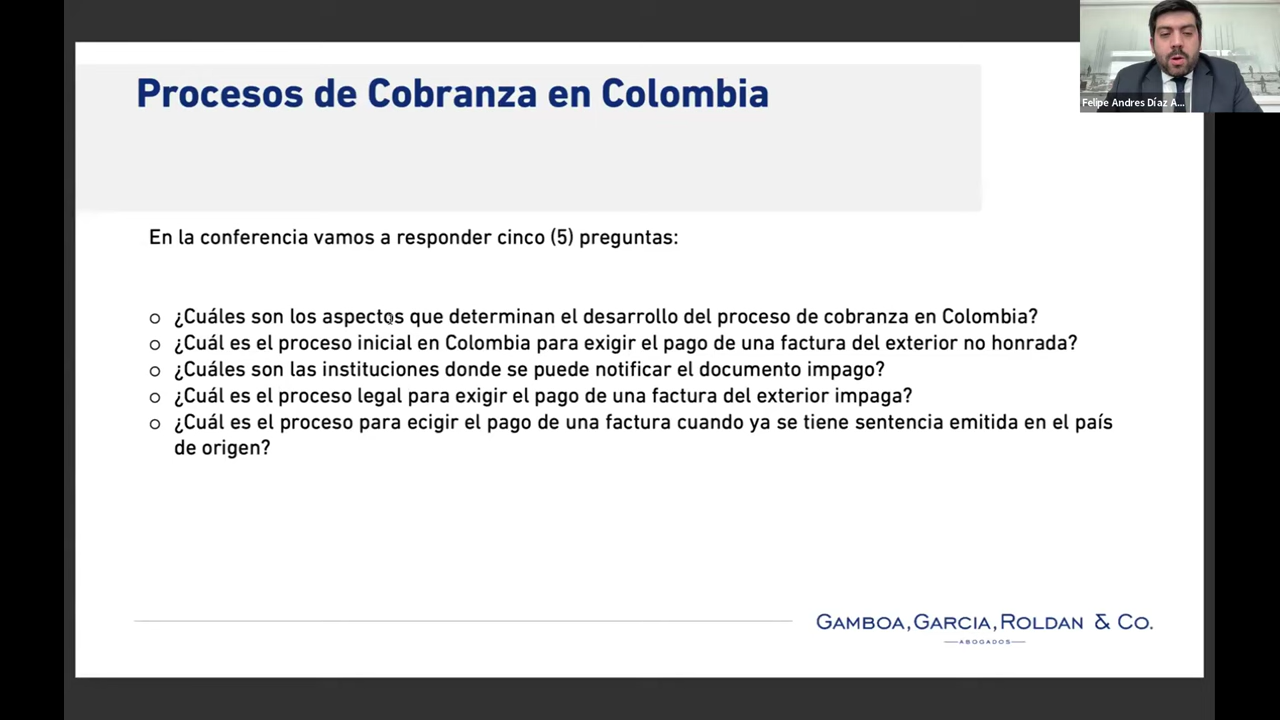 Procesos de Cobranza en Colombia
Felipe Andres Díaz A...
En la conferencia vamos a responder cinco (5) preguntas:
¿Cuáles son los aspectos que determinan el desarrollo del proceso de cobranza en Colombia?
¿Cuál es el proceso inicial en Colombia para exigir el pago de una factura del exterior no honrada?
¿Cuáles son las instituciones donde se puede notificar el documento impago?
¿Cuál es el proceso legal para exigir el pago de una factura del exterior impaga?
¿Cuál es el proceso para ecigir el pago de una factura cuando ya se tiene sentencia emitida en el país
de origen?
GAMBOA, GARCIA, ROLDAN & CO.
ABOGADOS